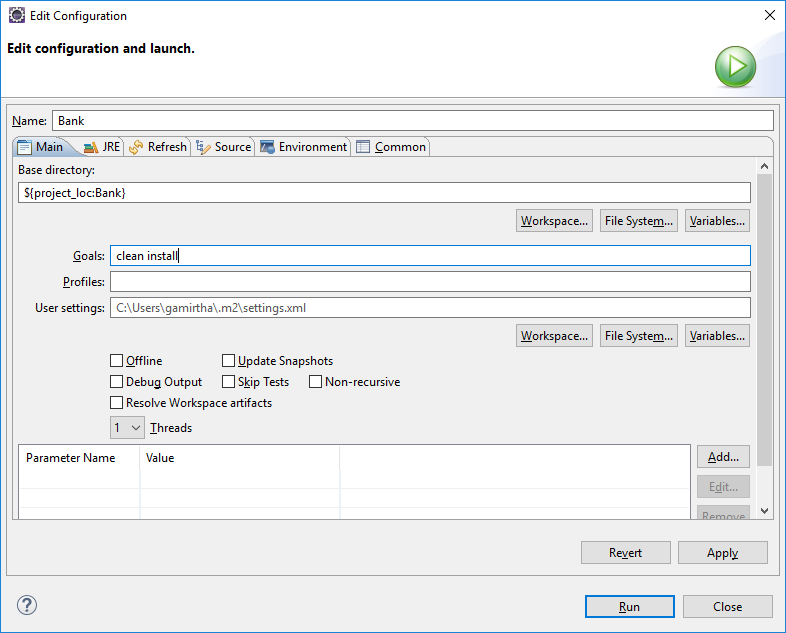 Edit Configuration
Edit configuration and launch.
Name: Bank
Main JRE Refresh Source Environment Common
Base directory:
${project_loc:Bank}
Workspace... File System... Variables...
Goals: clean install
Profiles:
User settings: C:\Users\gamirtha\.m2\settings.xml
Workspace... File System... Variables...
Offline Update Snapshots
Debug Output Skip Tests Non-recursive
Resolve Workspace artifacts
1 Threads
Parameter Name Value Add...
Edit...
Remove
Revert Apply
? Run Close